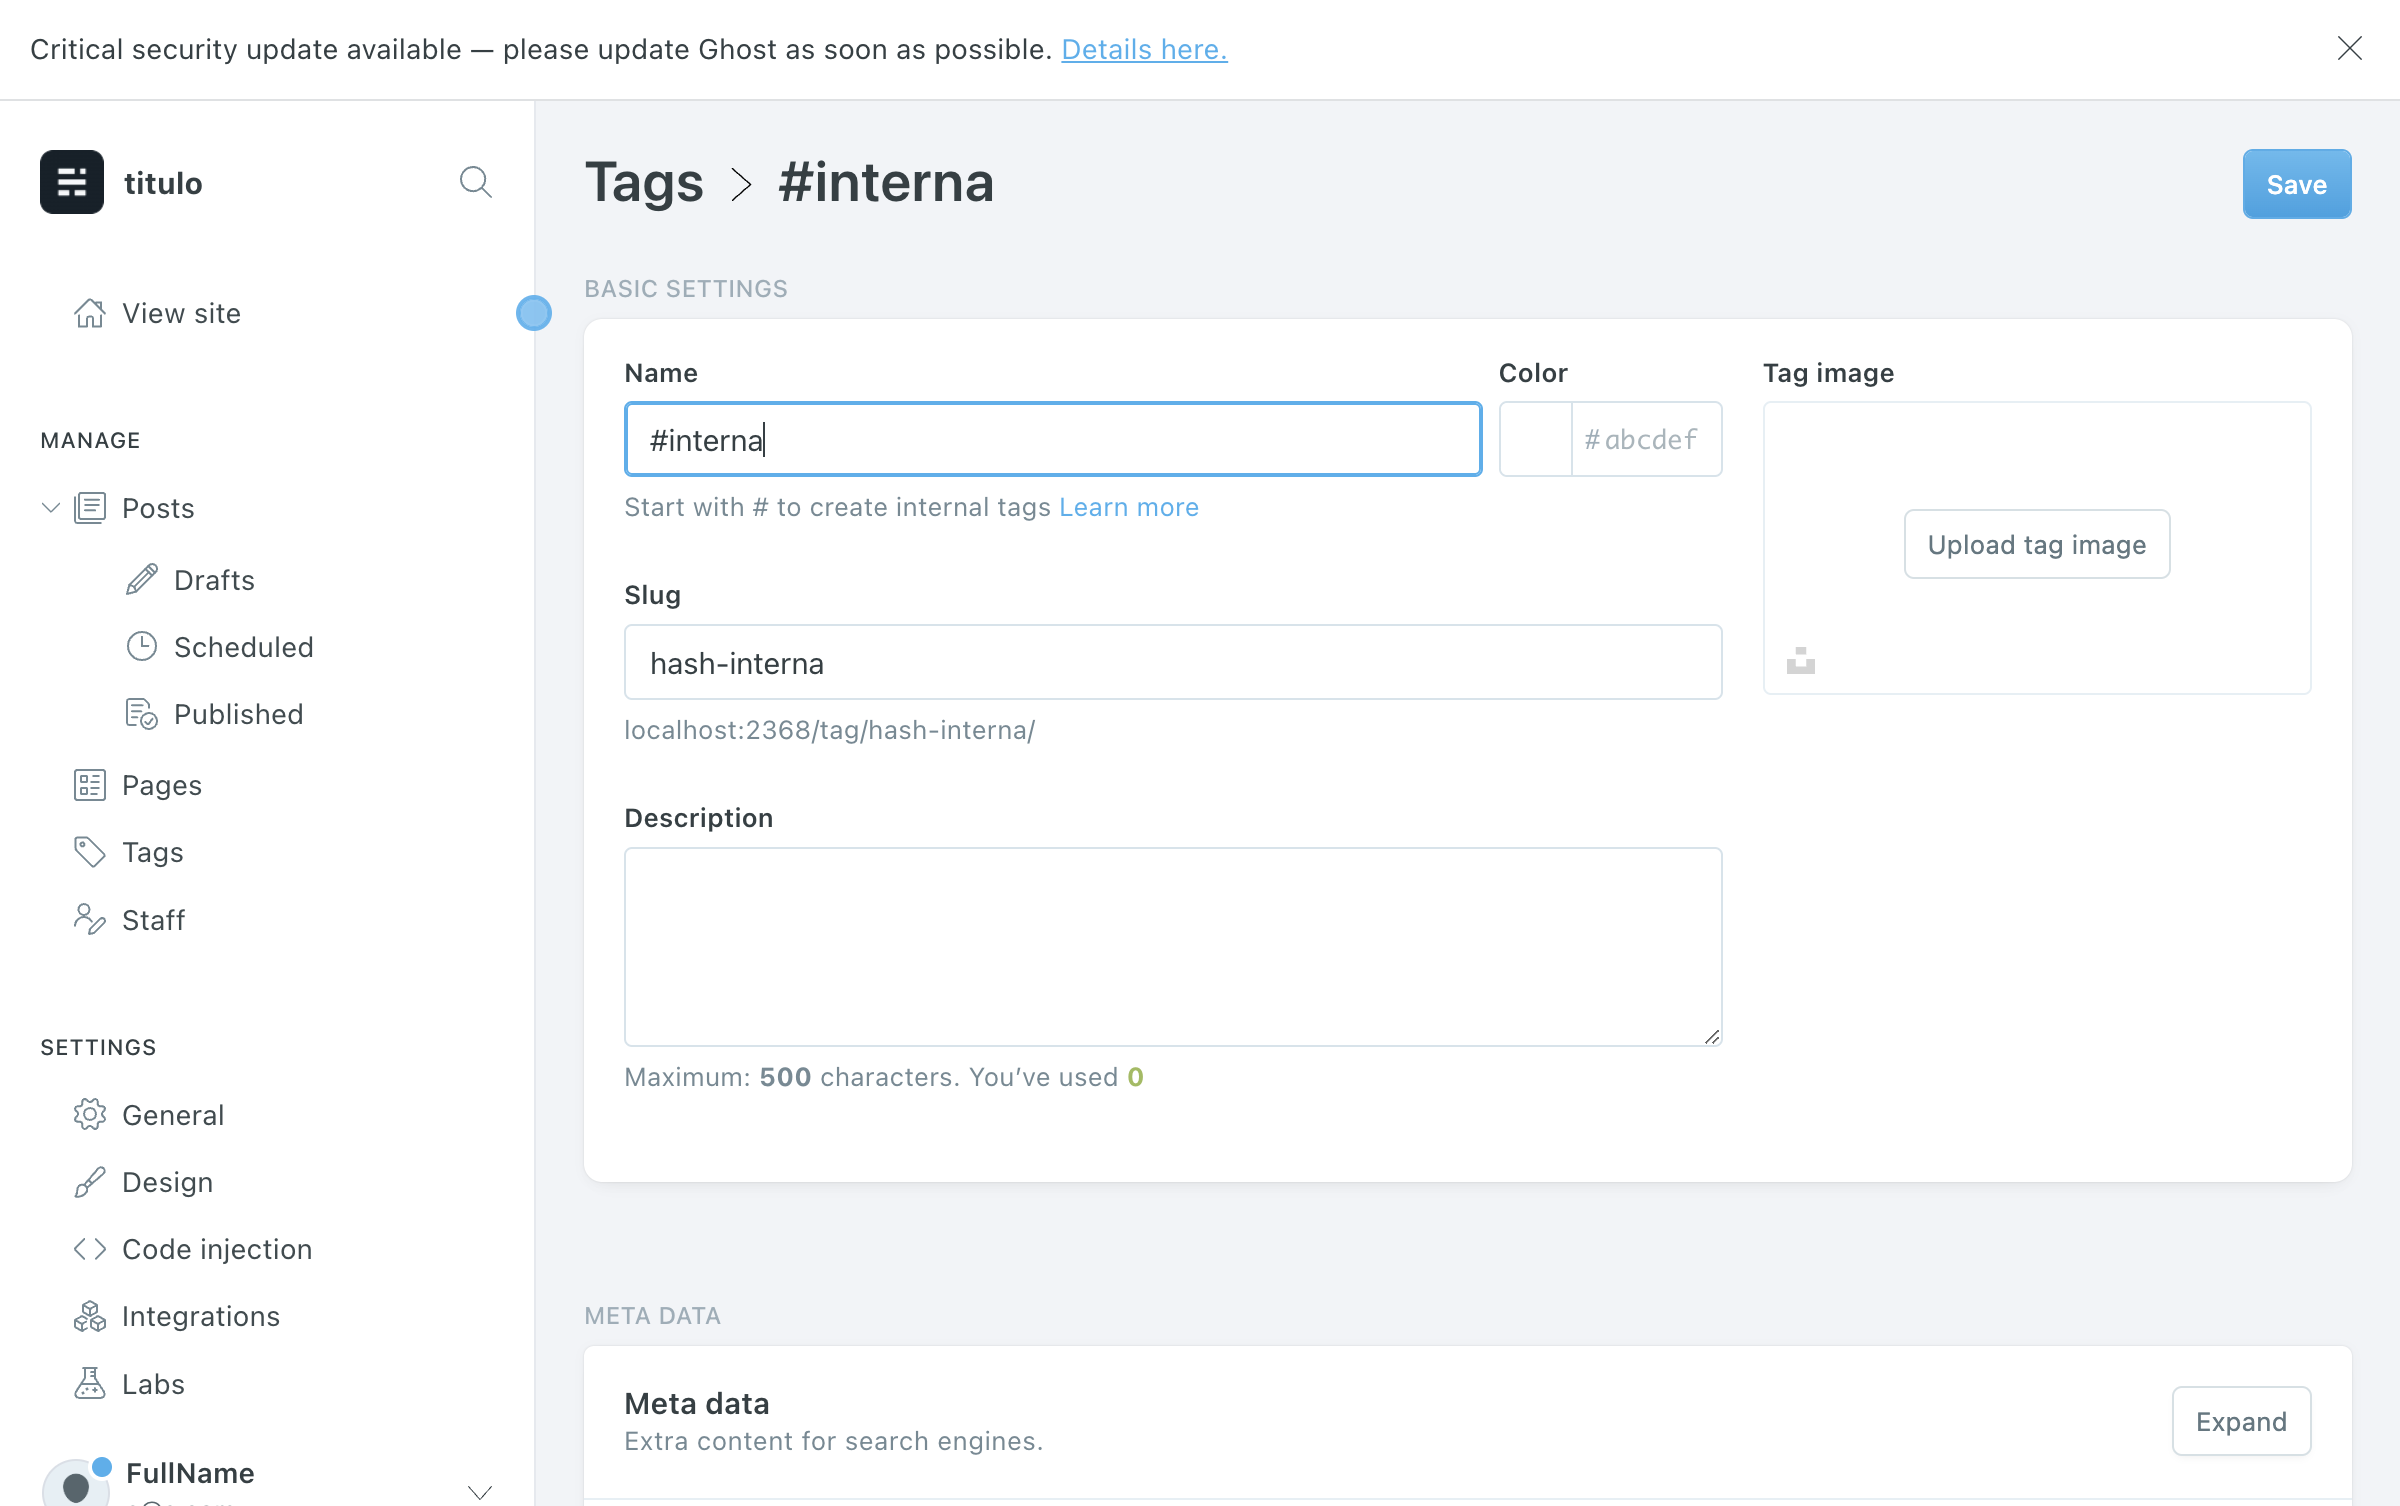 Critical security update available — please update Ghost as soon as possible. Details here.
titulo
View site
MANAGE
Posts
Drafts
Scheduled
Published
Pages
Tags
Staff
SETTINGS
General
Design
Code injection
Integrations
Labs
FullName
Tags > #interna
Save
BASIC SETTINGS
Name
#interna
Start with # to create internal tags Learn more
Color
#abcdef
Tag image
Upload tag image
Slug
hash-interna
localhost:2368/tag/hash-interna/
Description
Maximum: 500 characters. You’ve used 0
META DATA
Meta data
Extra content for search engines.
Expand